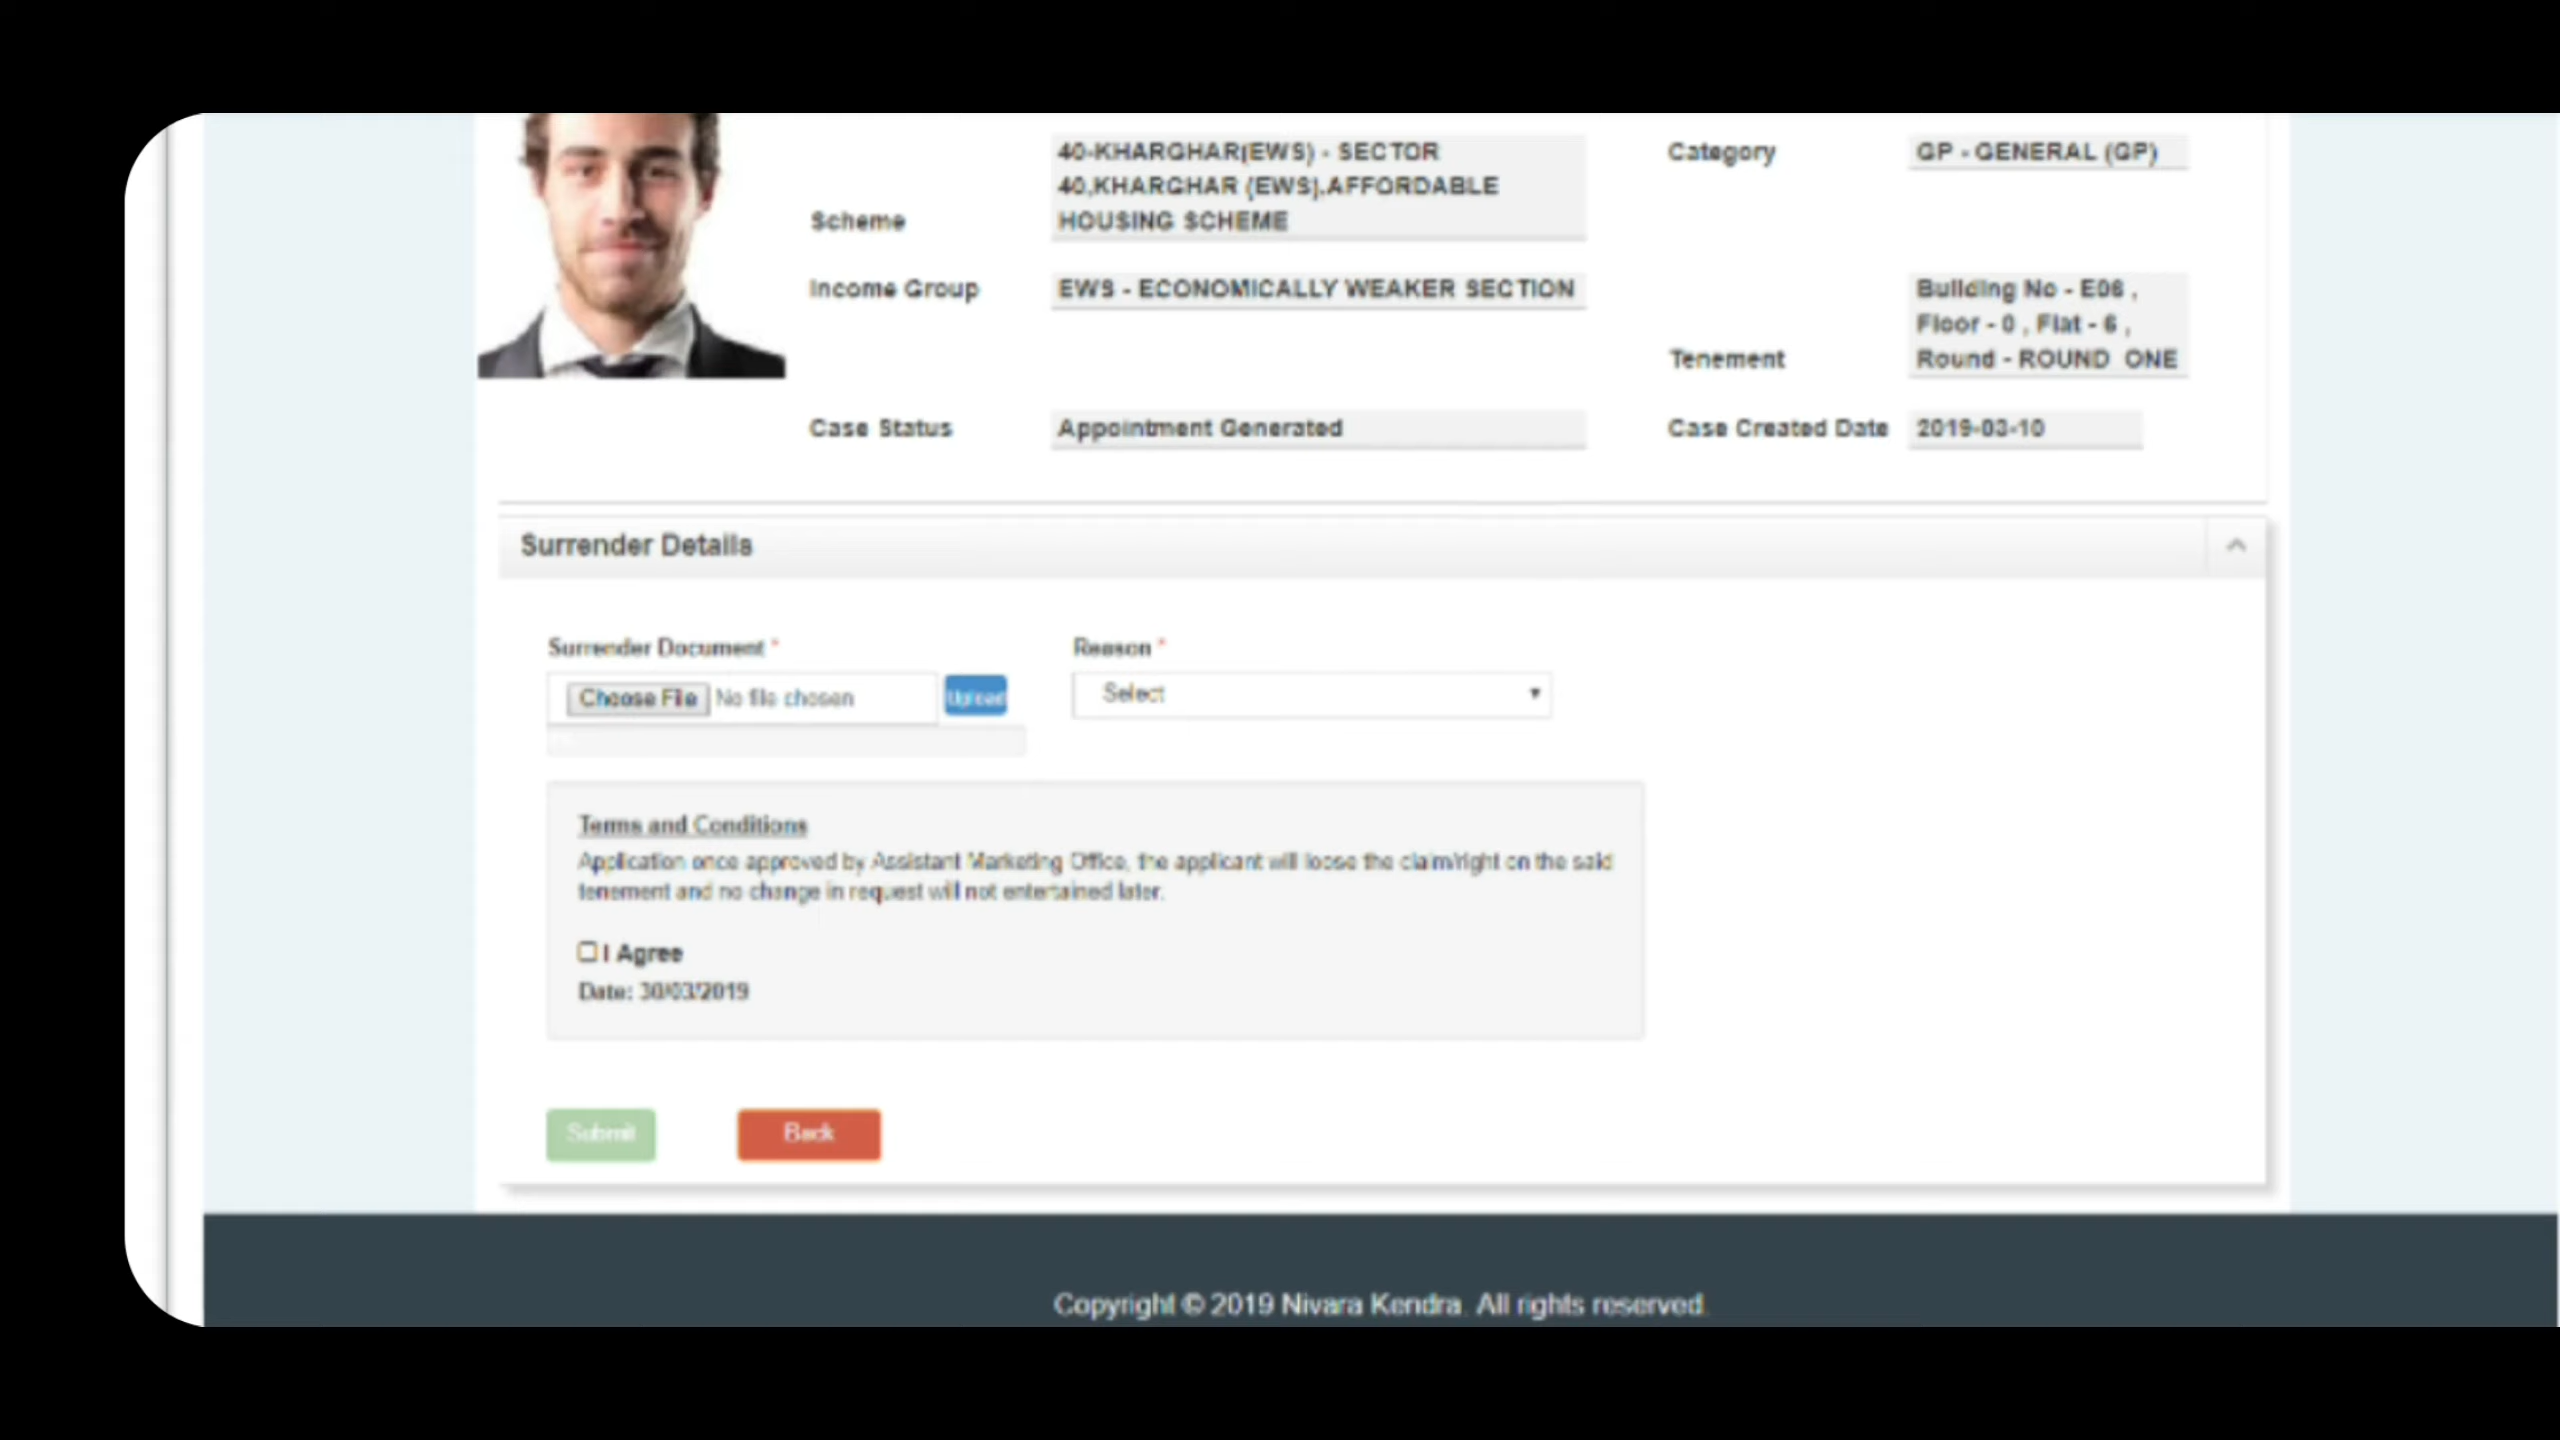 40-KHARGHAR(EWS) - SECTOR
40,KHARGHAR (EWS),AFFORDABLE
HOUSING SCHEME
Category
GP - GENERAL (GP)
Scheme
Income Group
EWS - ECONOMICALLY WEAKER SECTION
Building No - E06 ,
Floor - 0 , Flat - 6 ,
Round - ROUND ONE
Tenement
Case Status
Appointment Generated
Case Created Date
2019-03-10
Surrender Details
Surrender Document *
Reason *
Choose File No file chosen
Upload
Select
Terms and Conditions
Application once approved by Assistant Marketing Office, the applicant will loose the claim/right on the said
tenement and no change in request will not entertained later.
I Agree
Date: 30/03/2019
Submit
Back
Copyright © 2019 Nivara Kendra. All rights reserved.